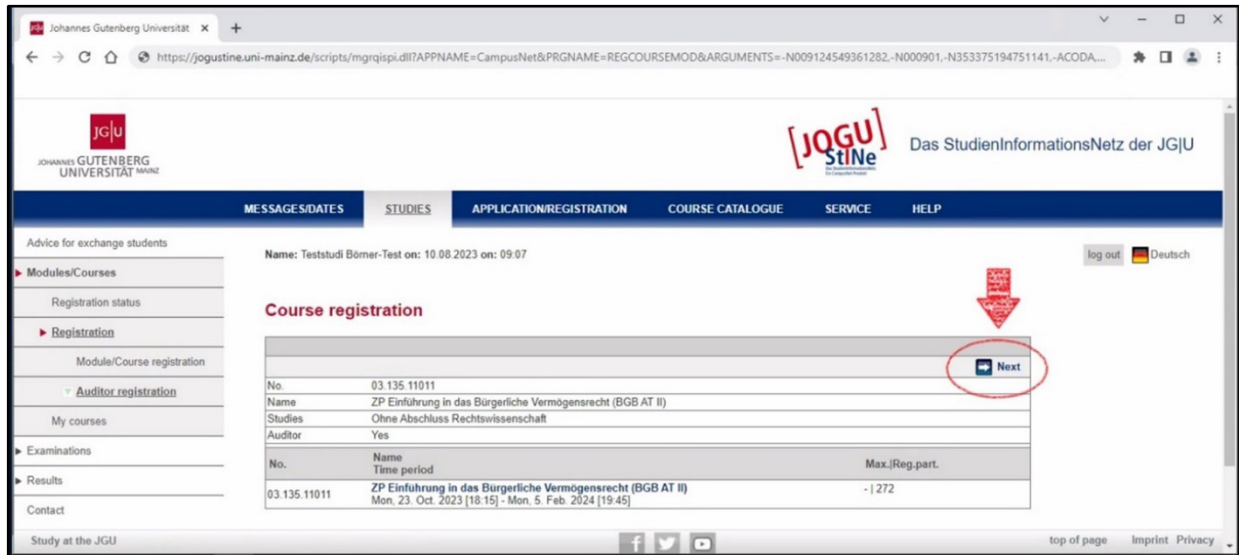 Johannes Gutenberg Universität
https://jogustine.uni-mainz.de/scripts/mgrqispi.dll?APPNAME=CampusNet&PRGNAME=REGCOURSEMOD&ARGUMENTS=-N009124549361282,-N000901,-N353375194751141,-ACODA,...
JG|U
JOHANNES GUTENBERG
UNIVERSITÄT MAINZ
JOGU
StINe
Das StudienInformationsNetz der JG|U
MESSAGES/DATES STUDIES APPLICATION/REGISTRATION COURSE CATALOGUE SERVICE HELP
Advice for exchange students
Modules/Courses
Registration status
Registration
Module/Course registration
Auditor registration
My courses
Examinations
Results
Contact
Name: Teststudi Börner-Test on: 10.08.2023 on: 09:07
log out Deutsch
Course registration
Next
No. 03.135.11011
Name ZP Einführung in das Bürgerliche Vermögensrecht (BGB AT II)
Studies Ohne Abschluss Rechtswissenschaft
Auditor Yes
No. Name Max.|Reg.part.
Time period
03.135.11011 ZP Einführung in das Bürgerliche Vermögensrecht (BGB AT II) - | 272
Mon, 23. Oct. 2023 [18:15] - Mon, 5. Feb. 2024 [19:45]
Study at the JGU top of page Imprint Privacy